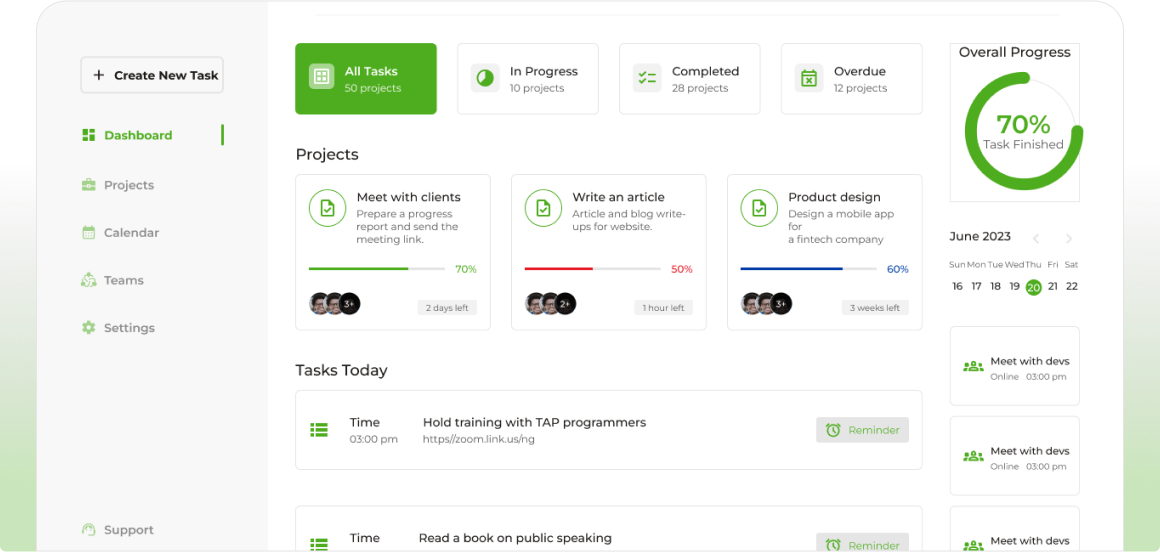 Create New Task
Dashboard
Projects
Calendar
Teams
Settings
Support
All Tasks
50 projects
In Progress
10 projects
Completed
28 projects
Overdue
12 projects
Projects
Meet with clients
Prepare a progress
report and send the
meeting link.
70%
3+
2 days left
Write an article
Article and blog write-
ups for website.
50%
2+
1 hour left
Product design
Design a mobile app
for
a fintech company
60%
3+
3 weeks left
Tasks Today
Time
03:00 pm
Hold training with TAP programmers
https//zoom.link.us/ng
Reminder
Time
Read a book on public speaking
Reminder
Overall Progress
70%
Task Finished
June 2023
Sun Mon Tue Wed Thu Fri Sat
16 17 18 19 20 21 22
Meet with devs
Online 03:00 pm
Meet with devs
Online 03:00 pm
Meet with devs